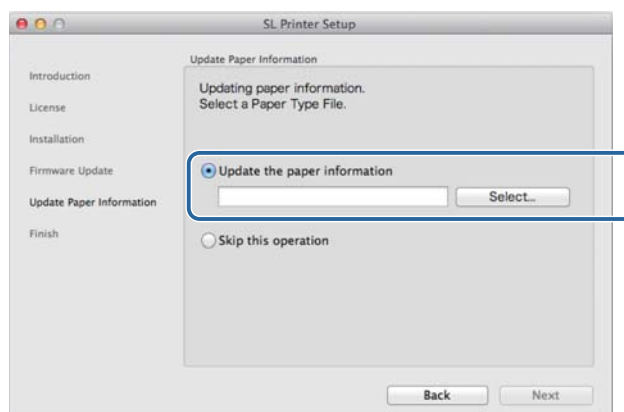 SL Printer Setup
Introduction
License
Installation
Firmware Update
Update Paper Information
Finish
Update Paper Information
Updating paper information.
Select a Paper Type File.
Update the paper information
Select...
Skip this operation
Back
Next